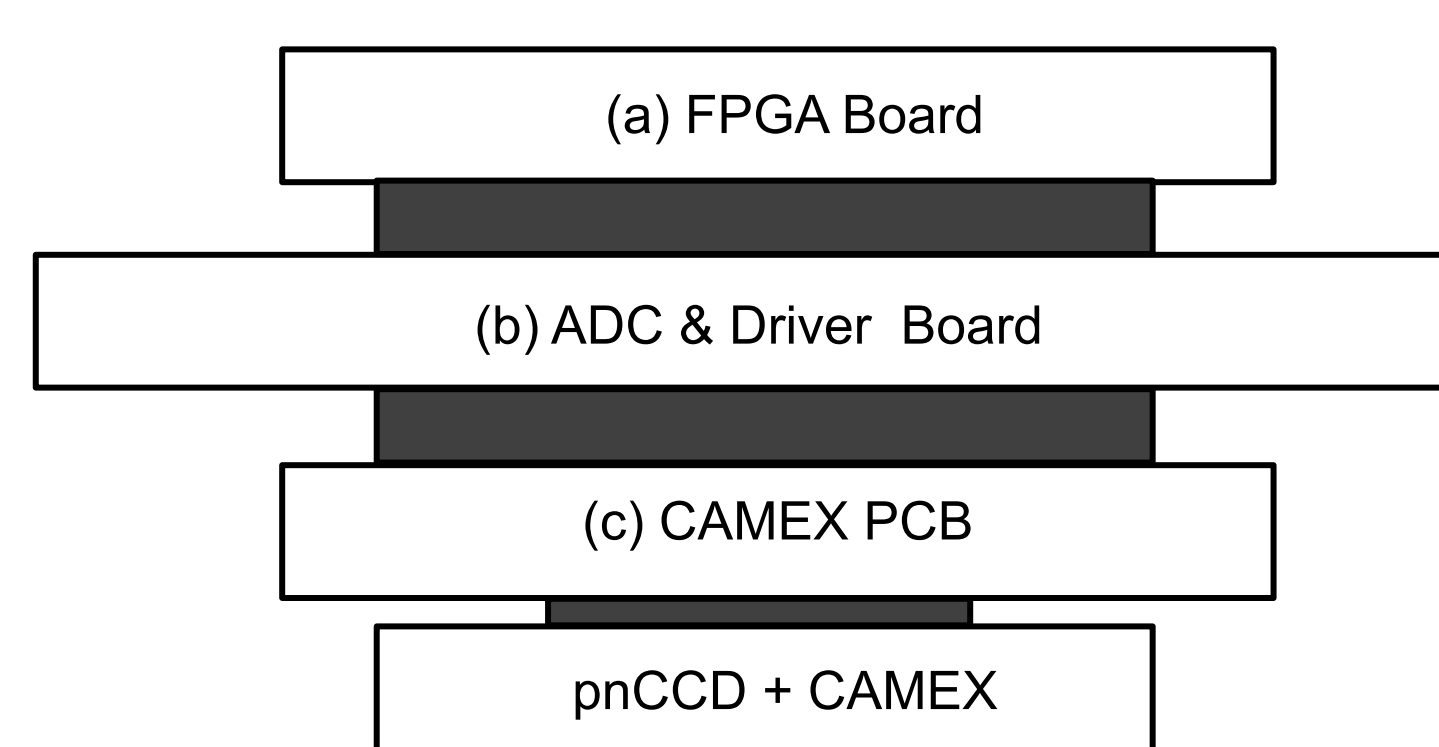 (a) FPGA Board
(b) ADC & Driver Board
(c) CAMEX PCB
pnCCD + CAMEX